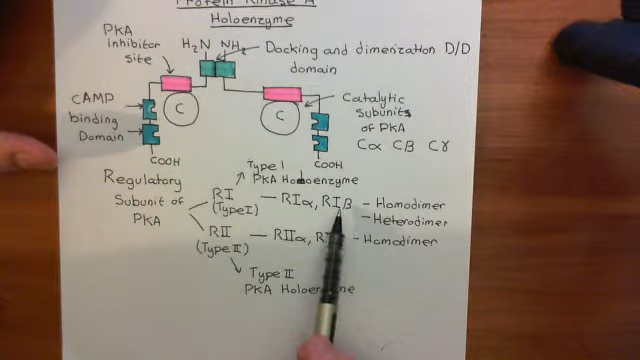 Protein Kinase A
Holoenzyme
PKA inhibitor site
H₂N NH₂
Docking and dimerization D/D domain
CAMP binding Domain
C
C
Catalytic subunits of PKA
Cα Cβ Cγ
COOH
COOH
Type I PKA Holoenzyme
Regulatory Subunit of PKA
RI (Type I) — RIα, RIβ - Homodimer - Heterodimer
RII (Type II) — RIIα, - Homodimer
Type II PKA